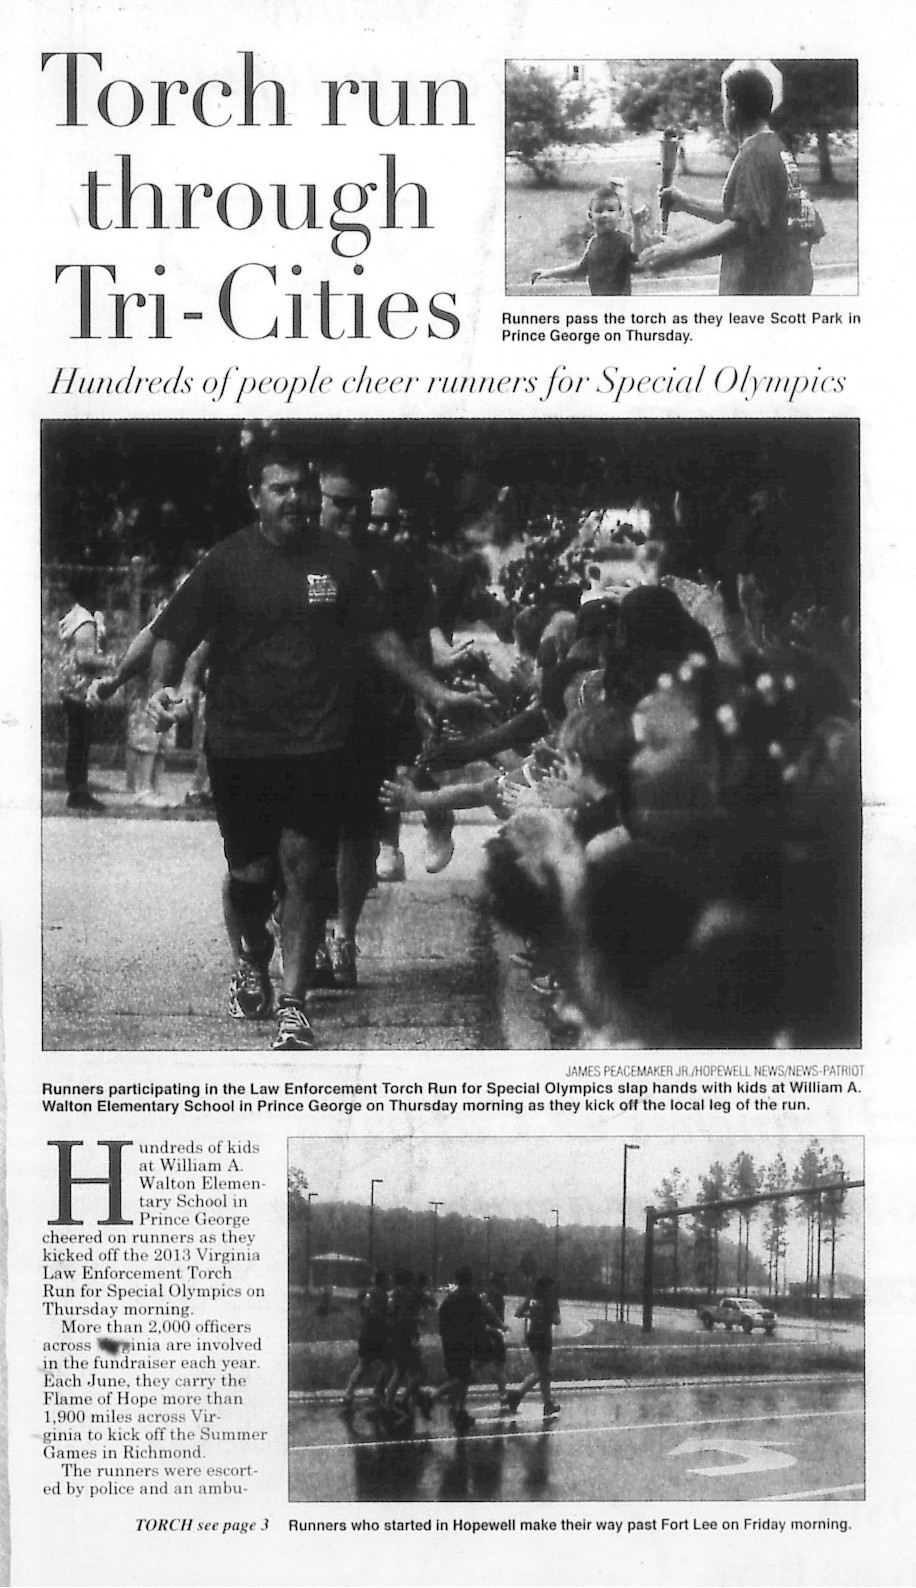 Torch run
through
Tri-Cities
Runners pass the torch as they leave Scott Park in
Prince George on Thursday.
Hundreds of people cheer runners for Special Olympics
JAMES PEACEMAKER JR./HOPEWELL NEWS/NEWS-PATRIOT
Runners participating in the Law Enforcement Torch Run for Special Olympics slap hands with kids at William A.
Walton Elementary School in Prince George on Thursday morning as they kick off the local leg of the run.
Hundreds of kids
at William A.
Walton Elemen-
tary School in
Prince George
cheered on runners as they
kicked off the 2013 Virginia
Law Enforcement Torch
Run for Special Olympics on
Thursday morning.
More than 2,000 officers
across ginia are involved
in the fundraiser each year.
Each June, they carry the
Flame of Hope more than
1,900 miles across Vir-
ginia to kick off the Summer
Games in Richmond.
The runners were escort-
ed by police and an ambu-
TORCH see page 3
Runners who started in Hopewell make their way past Fort Lee on Friday morning.